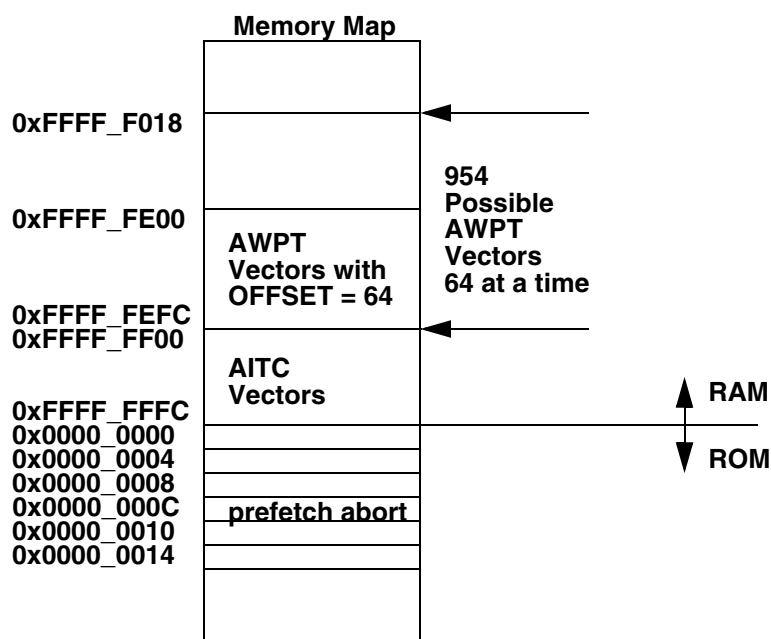 Memory Map
0xFFFF_F018
954
Possible
AWPT
Vectors
64 at a time
0xFFFF_FE00
AWPT
Vectors with
OFFSET = 64
0xFFFF_FEFC
0xFFFF_FF00
AITC
Vectors
0xFFFF_FFFC
RAM
0x0000_0000
0x0000_0004
ROM
0x0000_0008
0x0000_000C
prefetch abort
0x0000_0010
0x0000_0014